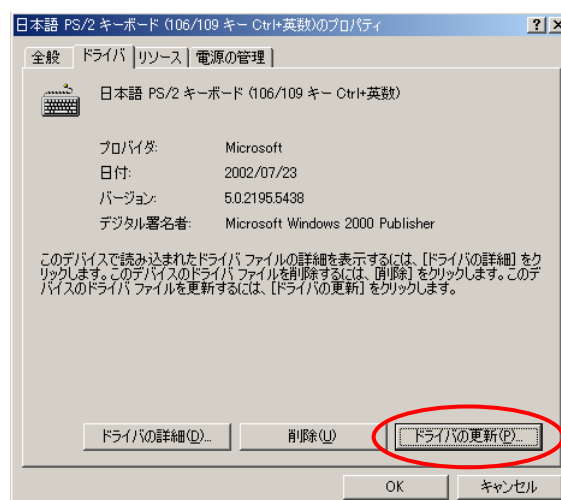 日本語 PS/2 キーボード (106/109 キー Ctrl+英数)のプロパティ
全般 ドライバ リソース 電源の管理
日本語 PS/2 キーボード (106/109 キー Ctrl+英数)
プロバイダ: Microsoft
日付: 2002/07/23
バージョン: 5.0.2195.5438
デジタル署名者: Microsoft Windows 2000 Publisher
このデバイスで読み込まれたドライバ ファイルの詳細を表示するには、[ドライバの詳細] をク
リックします。このデバイスのドライバ ファイルを削除するには、[削除] をクリックします。このデ
バイスのドライバ ファイルを更新するには、[ドライバの更新] をクリックします。
ドライバの詳細(D)... 削除(U) ドライバの更新(P)...
OK キャンセル